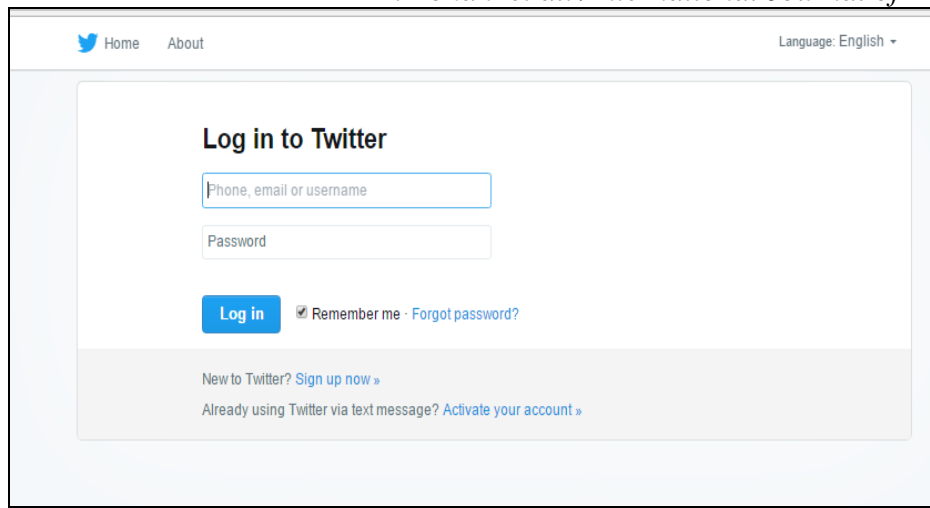 Home About Language: English
Log in to Twitter
Phone, email or username
Password
Log in Remember me · Forgot password?
New to Twitter? Sign up now »
Already using Twitter via text message? Activate your account »